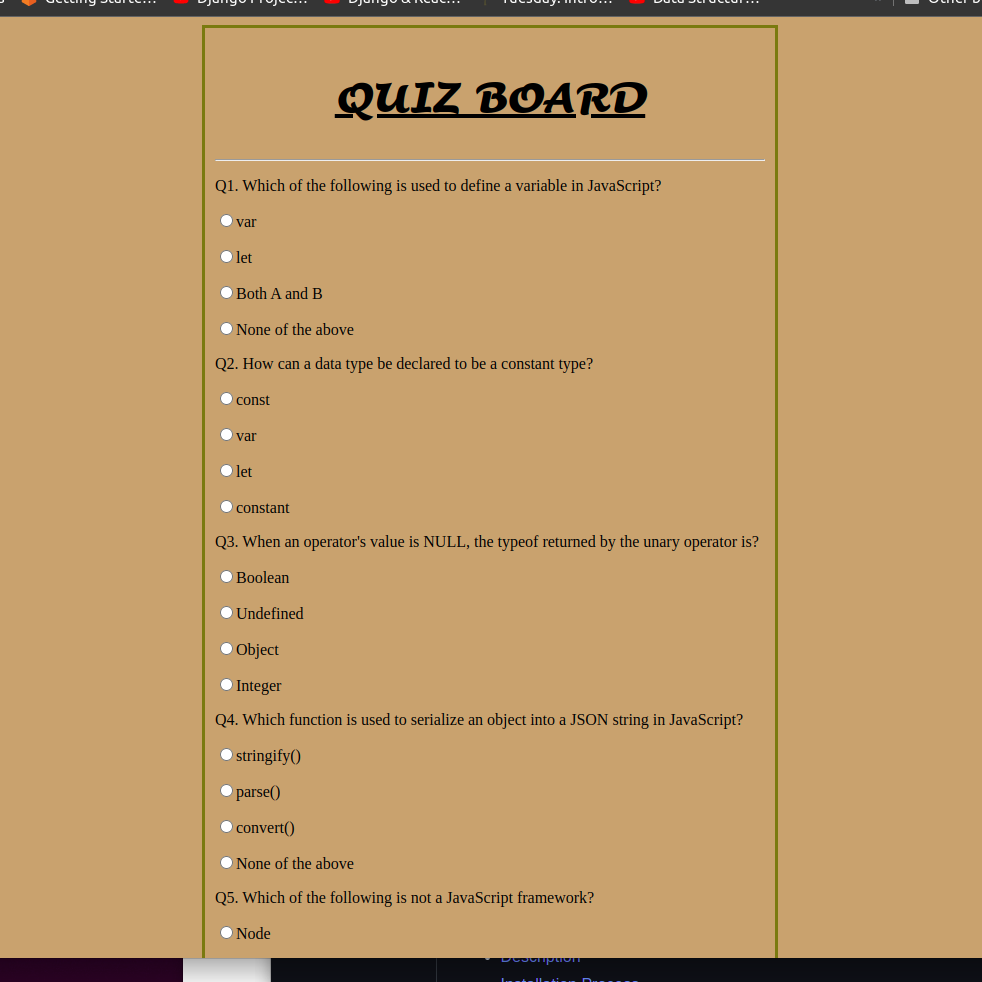 Getting Starte… Django Projec… Django & Reac… Tuesday: Intro… Data Structur… Other b
QUIZ BOARD
Q1. Which of the following is used to define a variable in JavaScript?
var
let
Both A and B
None of the above
Q2. How can a data type be declared to be a constant type?
const
var
let
constant
Q3. When an operator's value is NULL, the typeof returned by the unary operator is?
Boolean
Undefined
Object
Integer
Q4. Which function is used to serialize an object into a JSON string in JavaScript?
stringify()
parse()
convert()
None of the above
Q5. Which of the following is not a JavaScript framework?
Node
Description
Installation Process